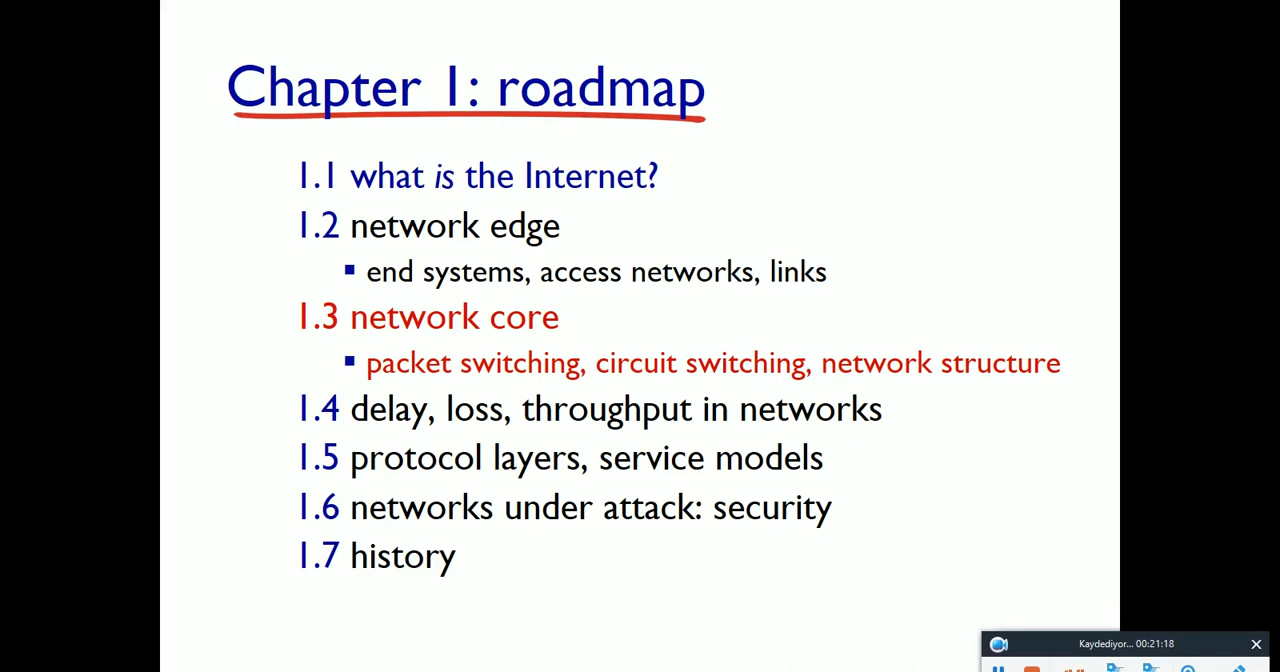 Chapter 1: roadmap
1.1 what is the Internet?
1.2 network edge
▪ end systems, access networks, links
1.3 network core
▪ packet switching, circuit switching, network structure
1.4 delay, loss, throughput in networks
1.5 protocol layers, service models
1.6 networks under attack: security
1.7 history
Kaydediyor... 00:21:18